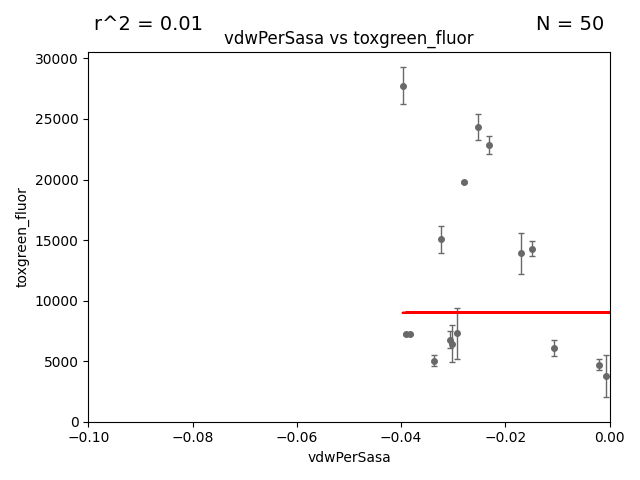 r^2 = 0.01
N = 50
vdwPerSasa vs toxgreen_fluor
30000
25000
20000
15000
10000
5000
0
toxgreen_fluor
−0.10
−0.08
−0.06
−0.04
−0.02
0.00
vdwPerSasa